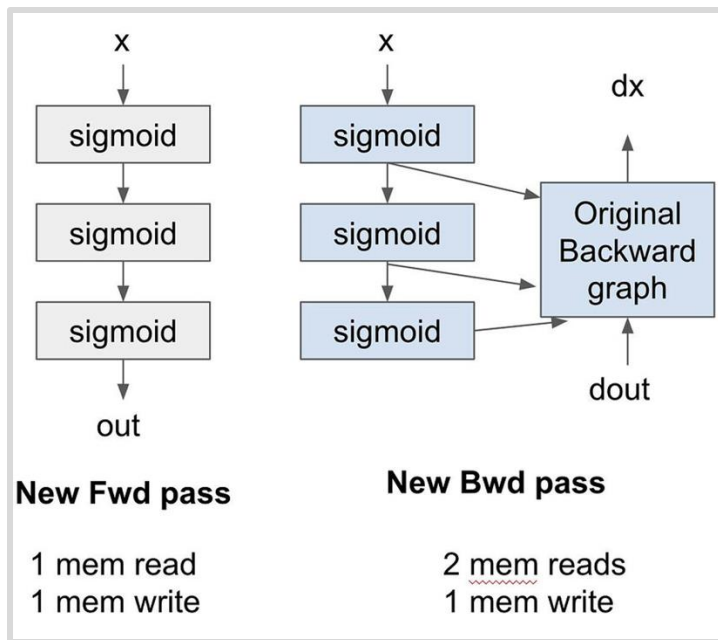 x
sigmoid
sigmoid
sigmoid
out
New Fwd pass
1 mem read
1 mem write
x
sigmoid
sigmoid
sigmoid
dx
Original
Backward
graph
dout
New Bwd pass
2 mem reads
1 mem write